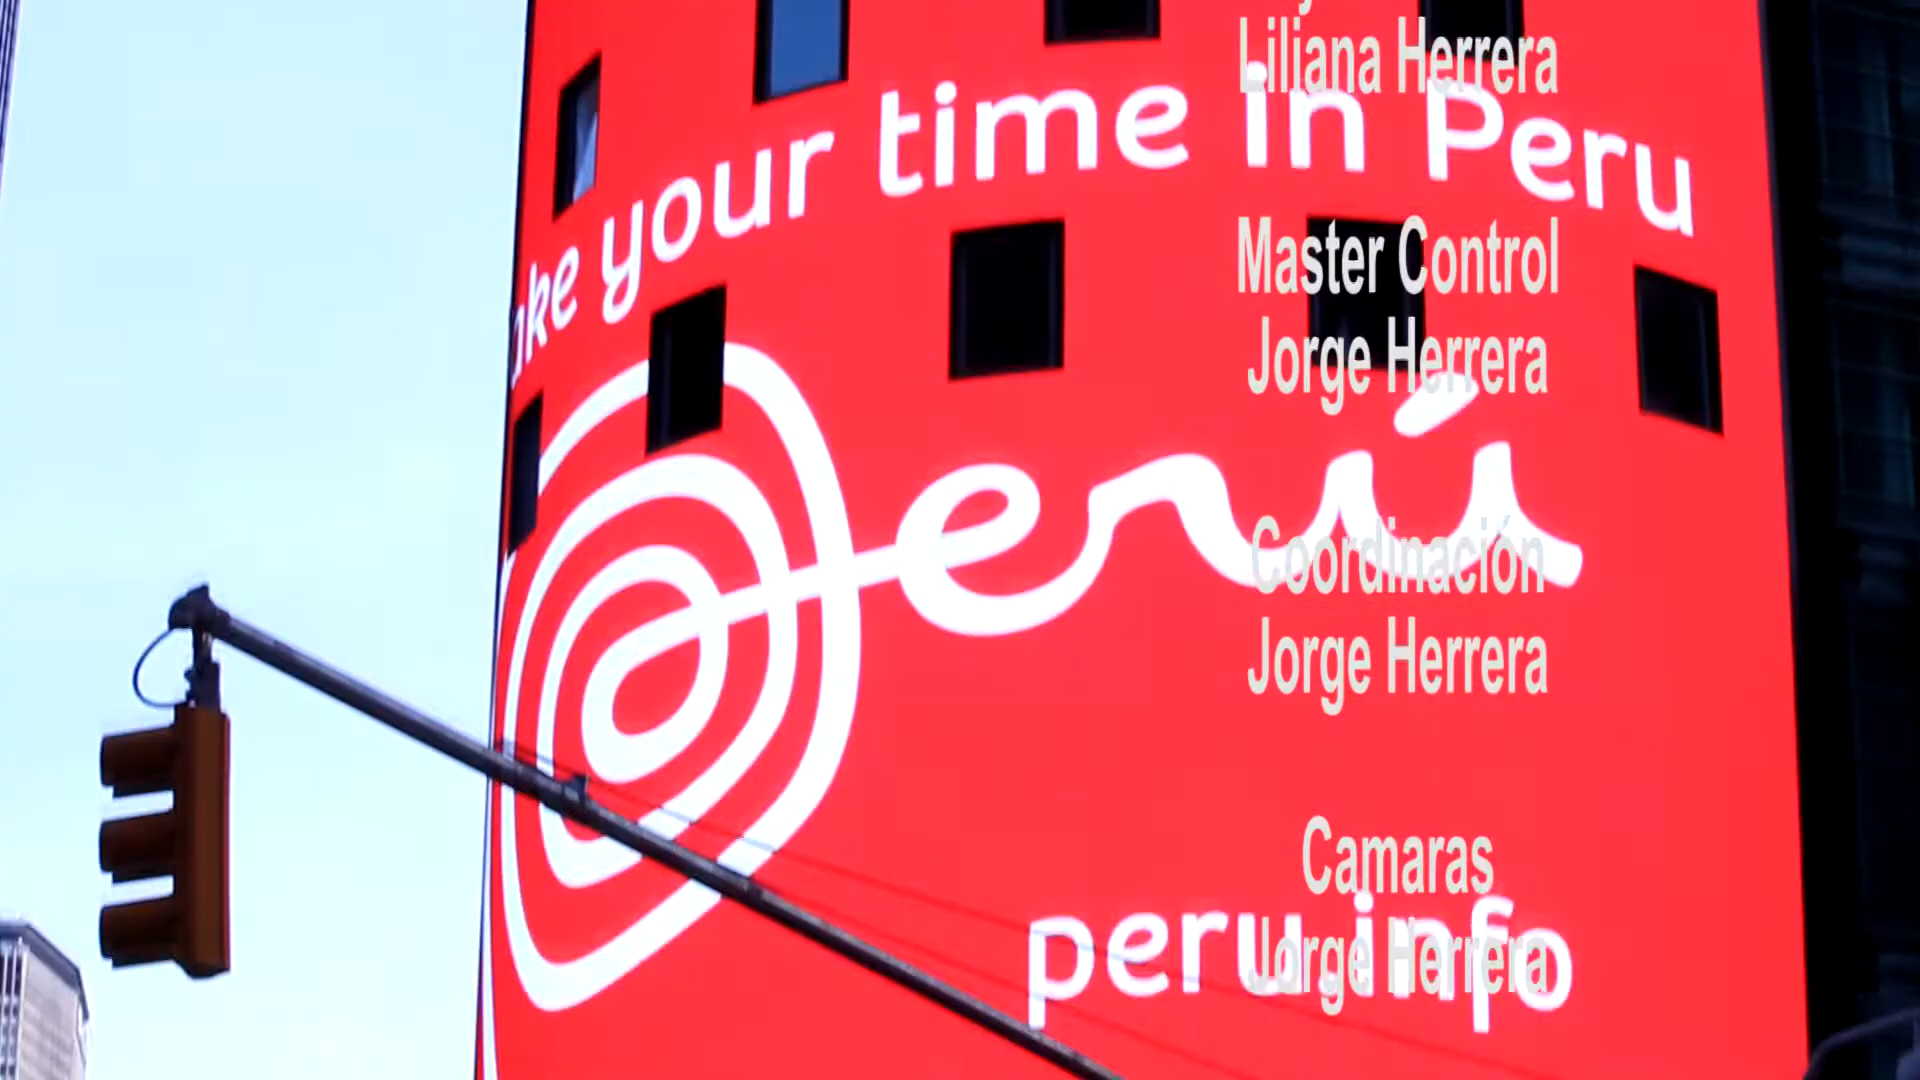 Liliana Herrera
ake your time in Peru
Master Control
Jorge Herrera
Perú
Coordinación
Jorge Herrera
Camaras
peru.info
Jorge Herrera